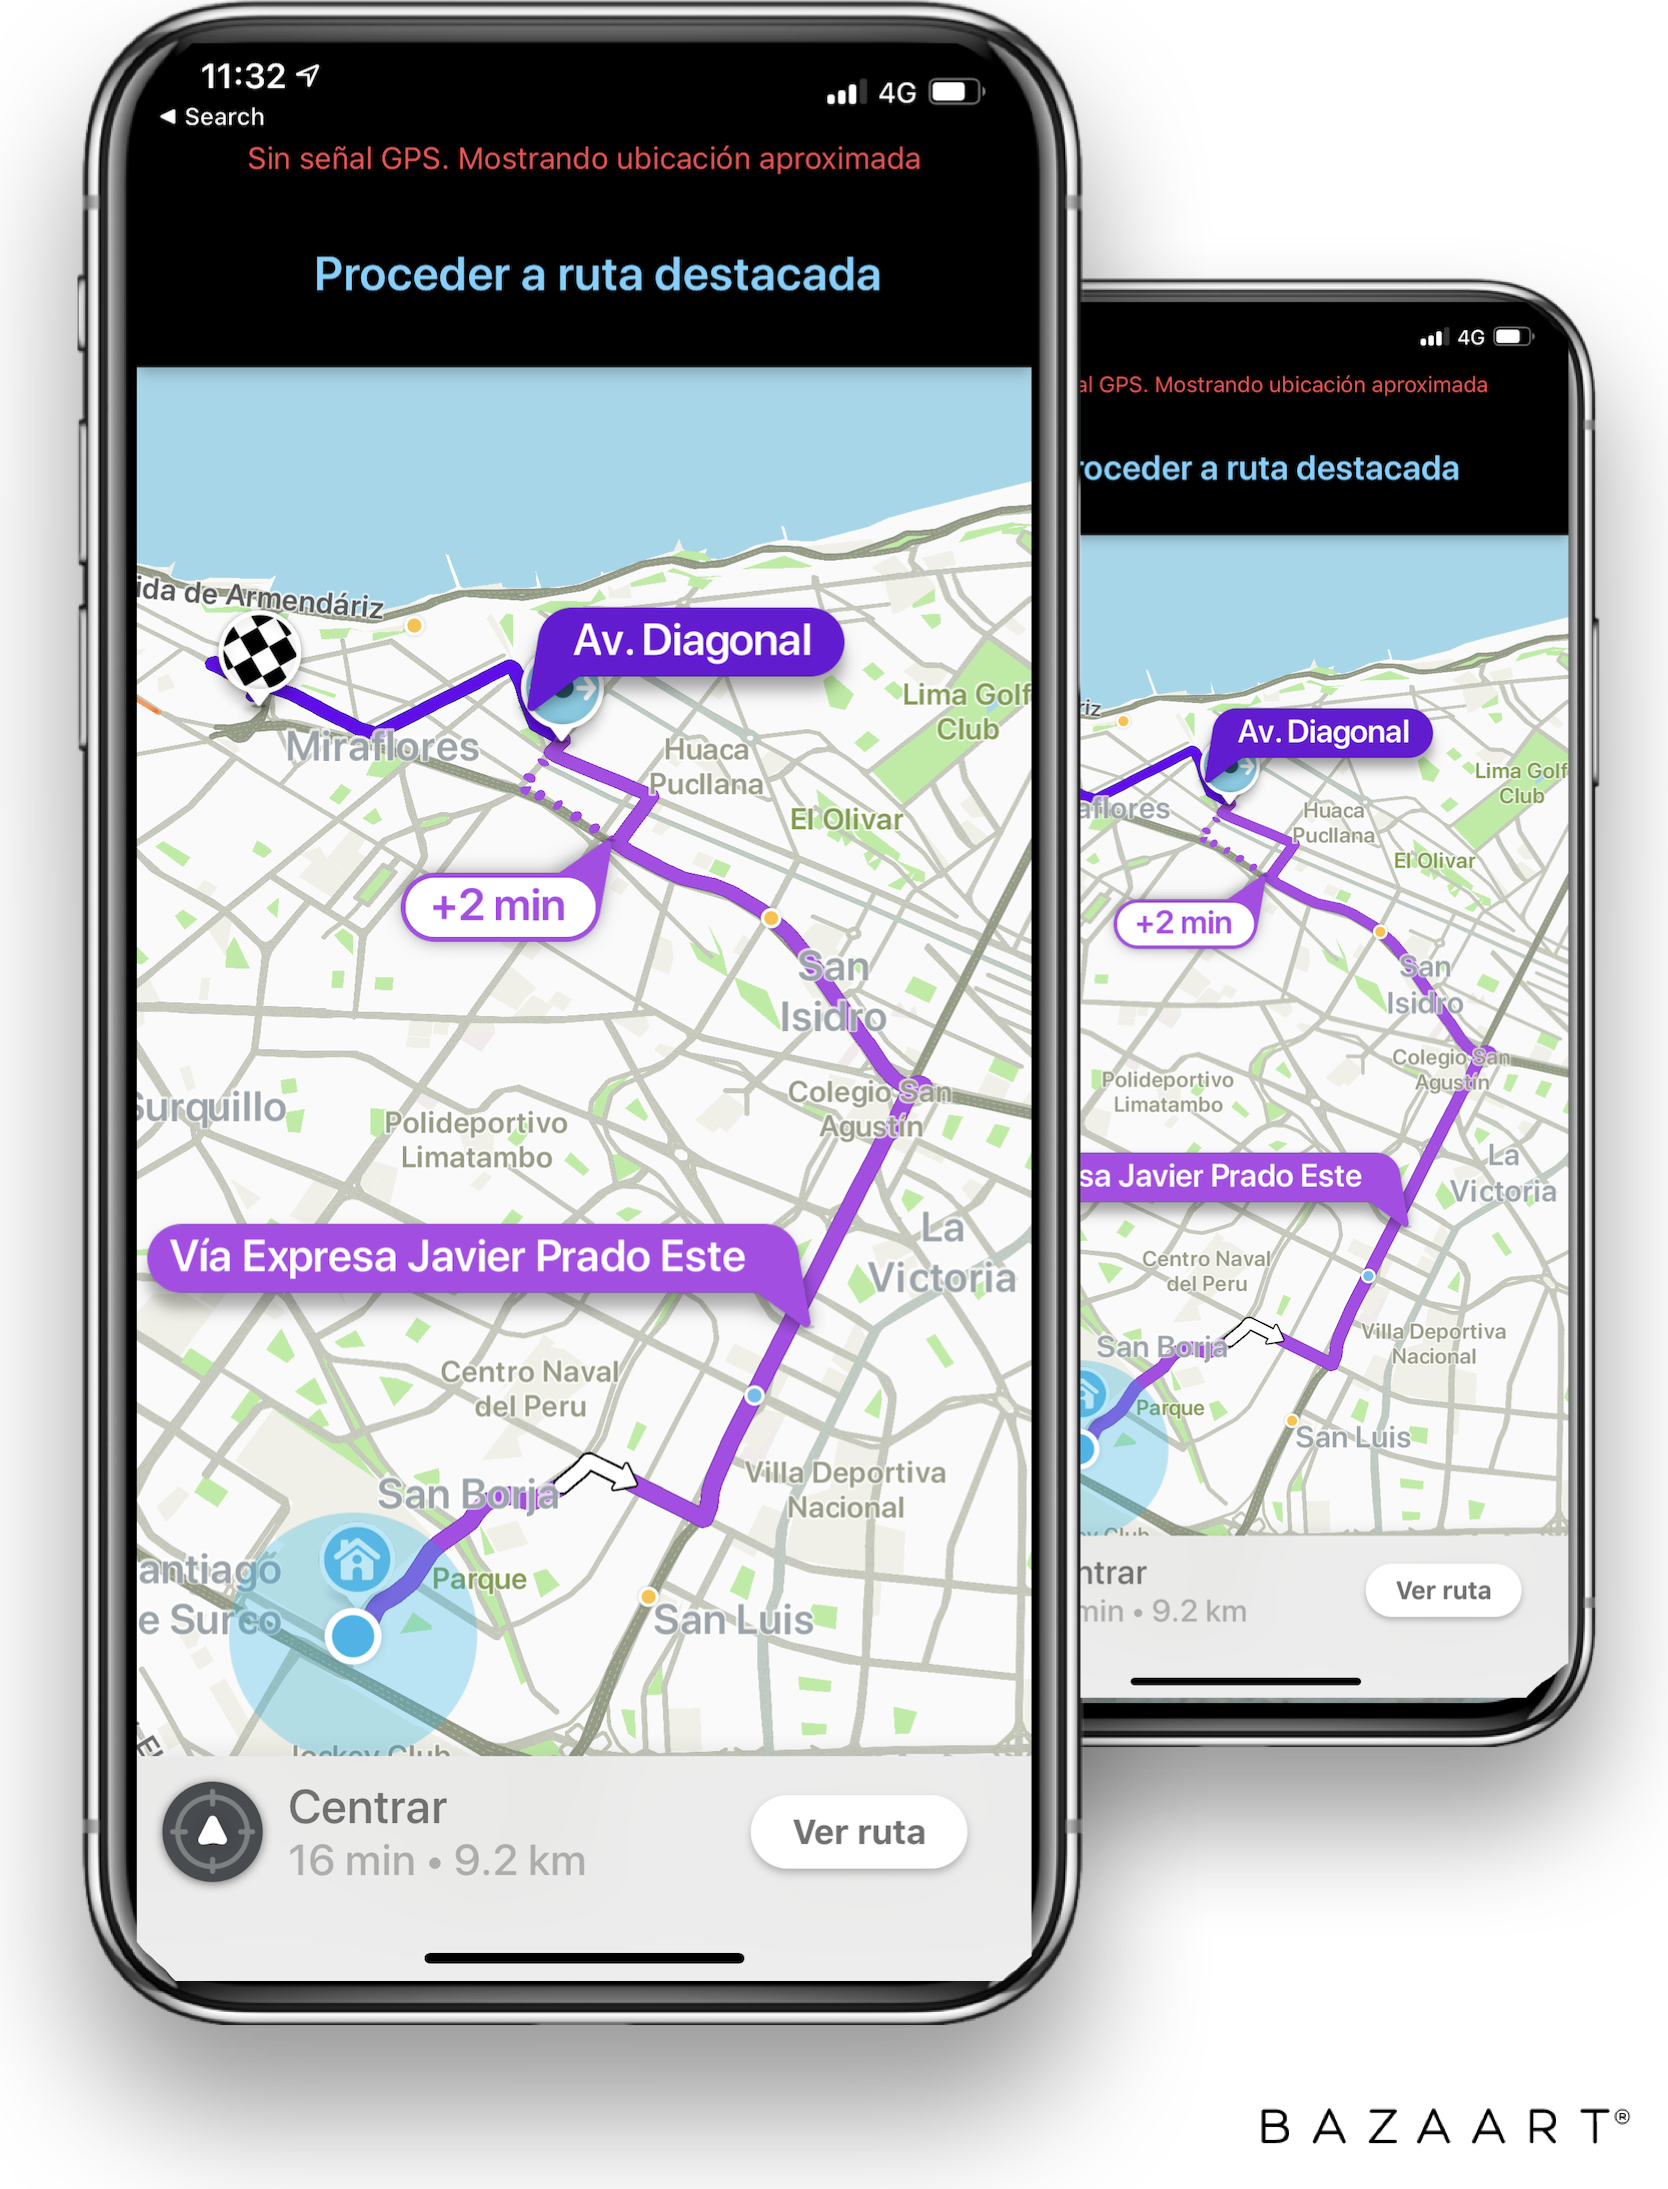 11:32
4G
Search
Sin señal GPS. Mostrando ubicación aproximada
Proceder a ruta destacada
ida de Armendáriz
Av. Diagonal
Lima Golf
Club
Miraflores
Huaca
Pucllana
El Olivar
+2 min
San
Isidro
Colegio San
Agustín
Surquillo
Polideportivo
Limatambo
La
Victoria
Vía Expresa Javier Prado Este
Centro Naval
del Peru
Villa Deportiva
Nacional
San Borja
Parque
antiago
e Surco
San Luis
Jockey Club
Centrar
16 min • 9.2 km
Ver ruta
4G
al GPS. Mostrando ubicación aproximada
roceder a ruta destacada
riz
Av. Diagonal
Lima Golf
Club
aflores
Huaca
Pucllana
El Olivar
+2 min
San
Isidro
Colegio San
Agustín
Polideportivo
Limatambo
La
Victoria
sa Javier Prado Este
Centro Naval
del Peru
Villa Deportiva
Nacional
San Borja
Parque
San Luis
ey Club
ntrar
min • 9.2 km
Ver ruta
BAZAART®